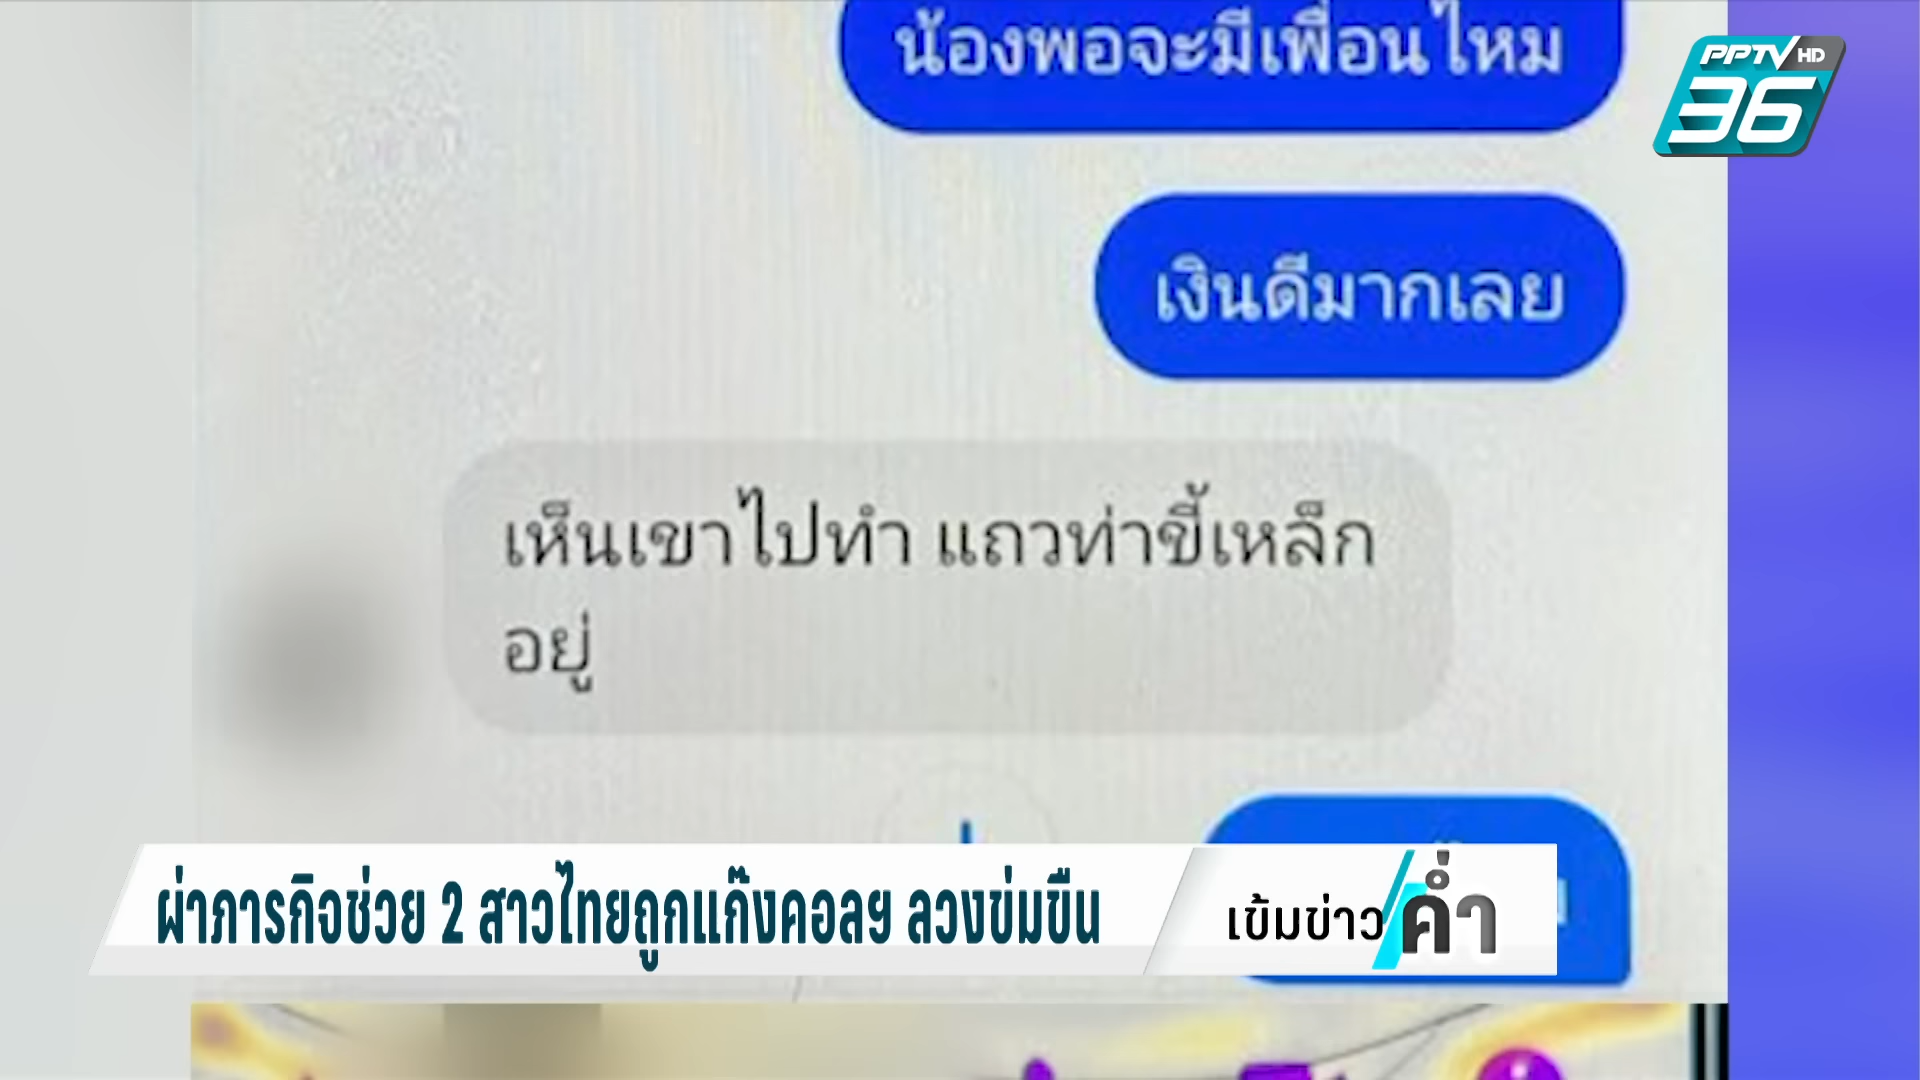 น้องพอจะมีเพื่อนไหม
PPTV HD
36
เงินดีมากเลย
เห็นเขาไปทำ แถวท่าขี้เหล็ก
อยู่
ผ่าภารกิจช่วย 2 สาวไทยถูกแก๊งคอลฯ ลวงข่มขืน
เข้มข่าวค่ำ